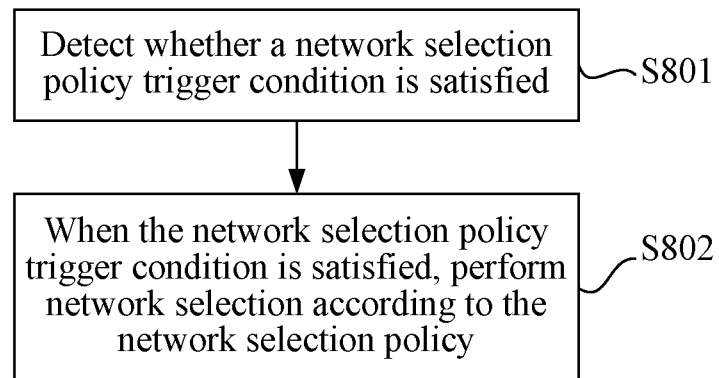 Detect whether a network selection
policy trigger condition is satisfied
S801
When the network selection policy
trigger condition is satisfied, perform
network selection according to the
network selection policy
S802